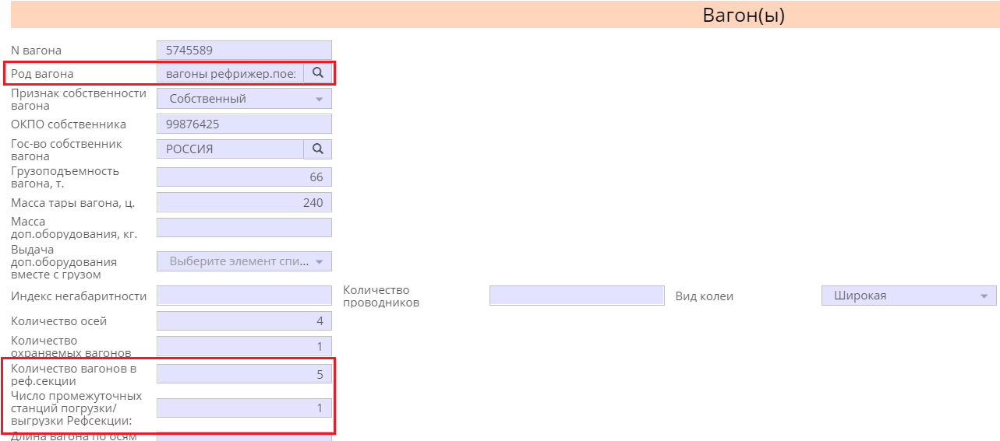 Вагон(ы)
N вагона 5745589
Род вагона вагоны рефрижер.поез
Признак собственности
вагона Собственный
ОКПО собственника 99876425
Гос-во собственник
вагона РОССИЯ
Грузоподъемность
вагона, т. 66
Масса тары вагона, ц. 240
Масса
доп.оборудования, кг.
Выдача
доп.оборудования
вместе с грузом Выберите элемент спи...
Индекс негабаритности Количество
проводников Вид колеи Широкая
Количество осей 4
Количество
охраняемых вагонов 1
Количество вагонов в
реф.секции 5
Число промежуточных
станций погрузки/
выгрузки Рефсекции: 1
Длина вагона по осям